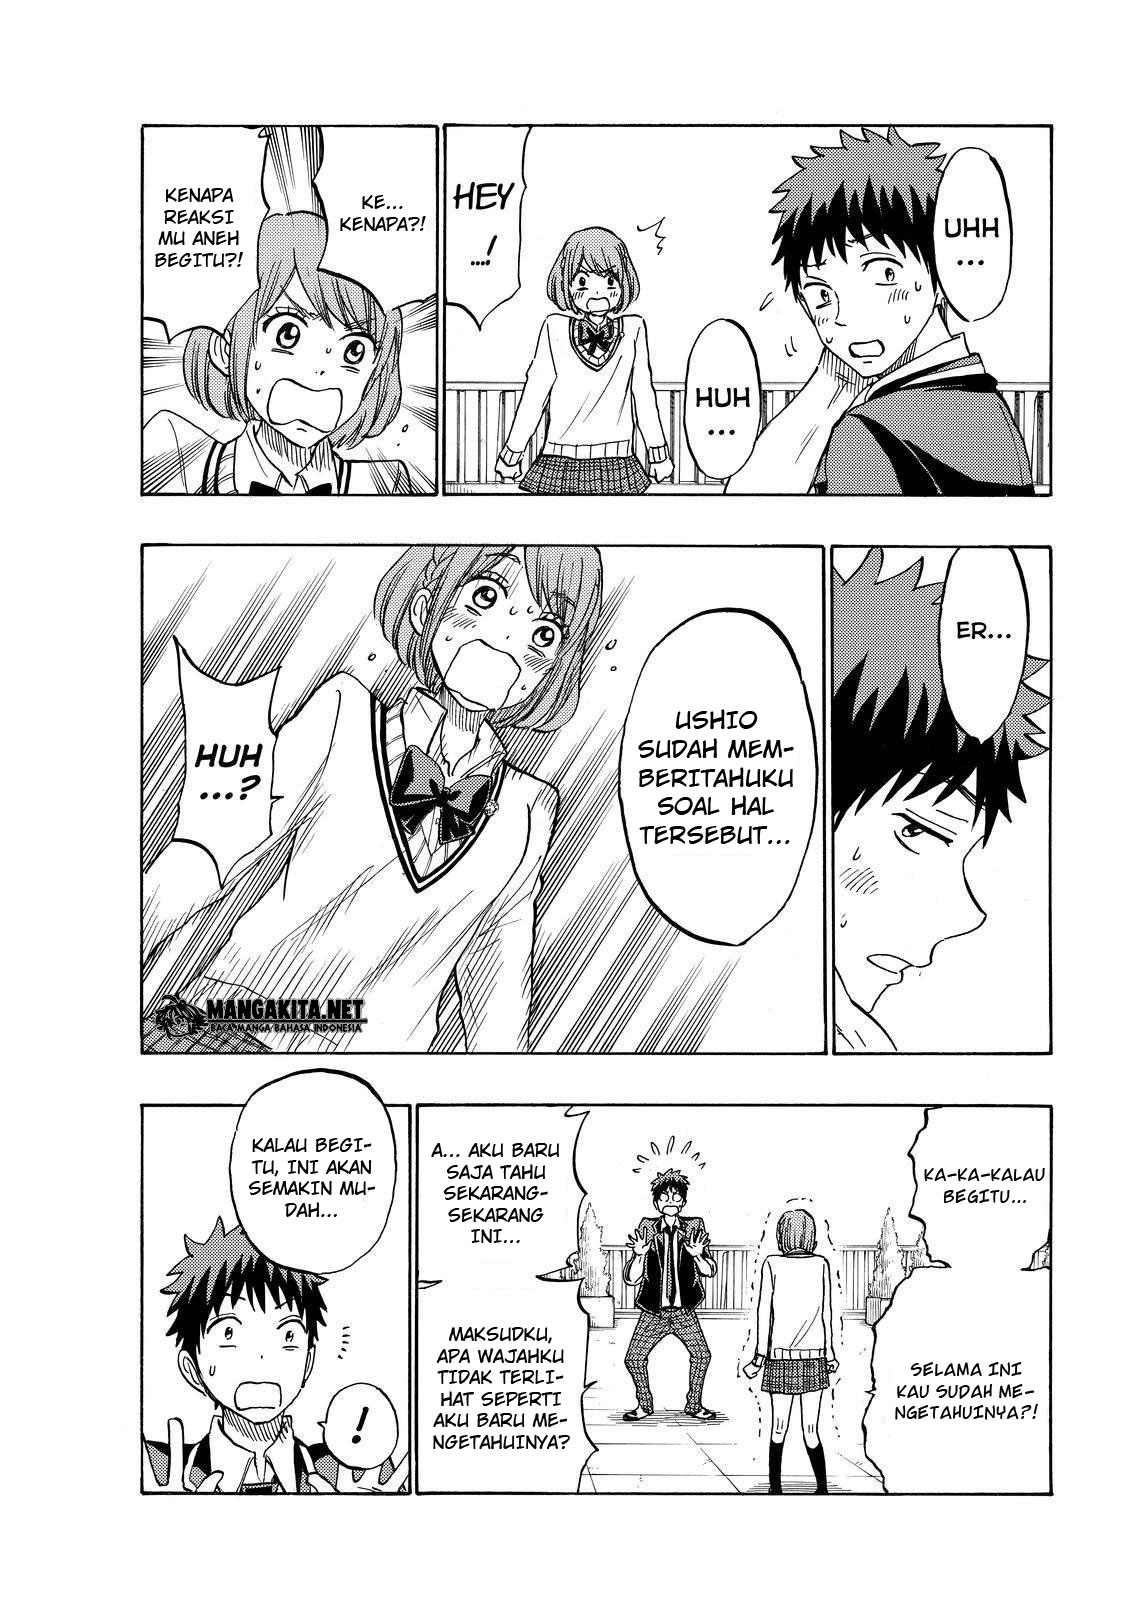 UHH
...
HUH
...
HEY
...!
KE...
KENAPA?!
KENAPA
REAKSI
MU ANEH
BEGITU?!
ER...
USHIO
SUDAH MEM-
BERITAHUKU
SOAL HAL
TERSEBUT...
HUH
...?
MANGAKITA.NET
BACA MANGA BAHASA INDONESIA
KA-KA-KALAU
BEGITU...
SELAMA INI
KAU SUDAH ME-
NGETAHUINYA?!
A... AKU BARU
SAJA TAHU
SEKARANG-
SEKARANG
INI...
MAKSUDKU,
APA WAJAHKU
TIDAK TERLI-
HAT SEPERTI
AKU BARU ME-
NGETAHUINYA?
KALAU BEGI-
TU, INI AKAN
SEMAKIN MU-
DAH...
!